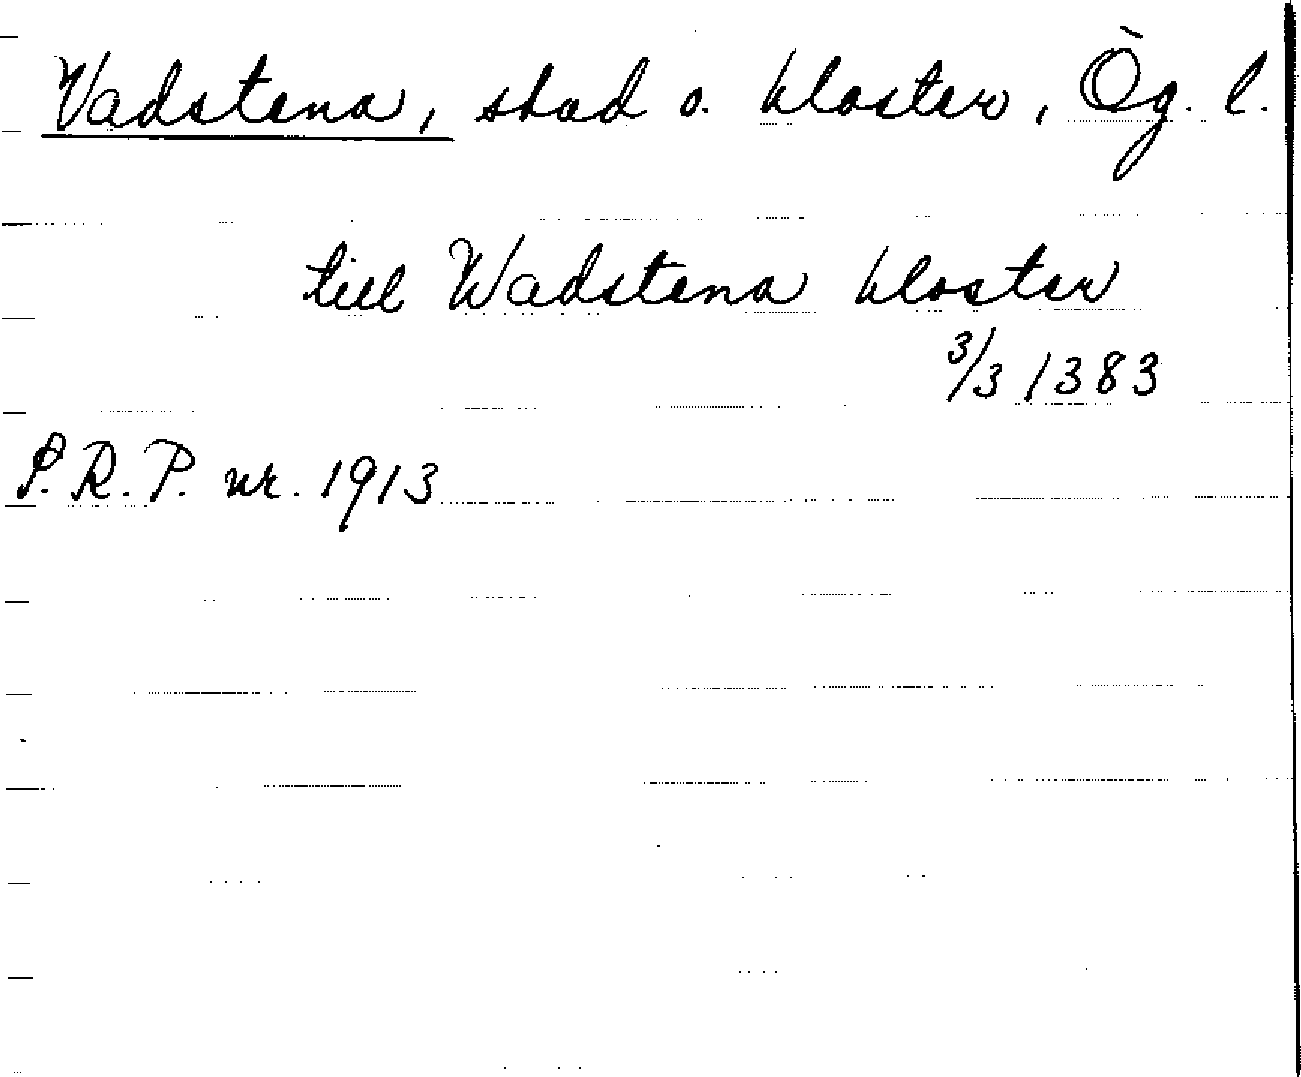 Vadstena, stad o. kloster, Ög. l.
till Wadstena kloster
3/3 1383
P.R.P. nr. 1913